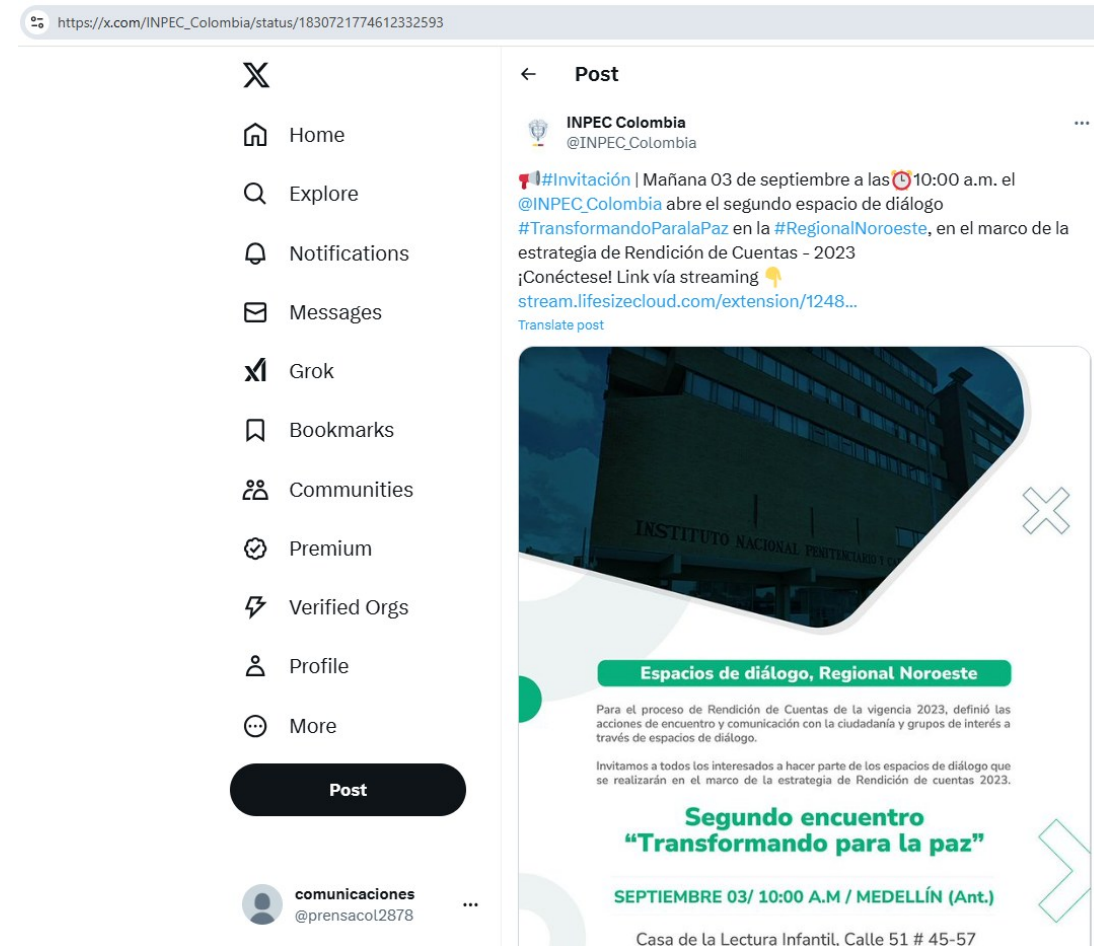 https://x.com/INPEC_Colombia/status/1830721774612332593
Home
Explore
Notifications
Messages
Grok
Bookmarks
Communities
Premium
Verified Orgs
Profile
More
Post
comunicaciones
@prensacol2878
Post
INPEC Colombia
@INPEC_Colombia
#Invitación | Mañana 03 de septiembre a las 10:00 a.m. el
@INPEC_Colombia abre el segundo espacio de diálogo
#TransformandoParalaPaz en la #RegionalNoroeste, en el marco de la
estrategia de Rendición de Cuentas - 2023
¡Conéctese! Link vía streaming
stream.lifesizecloud.com/extension/1248...
Translate post
INSTITUTO NACIONAL PENITENCIARIO Y
Espacios de diálogo, Regional Noroeste
Para el proceso de Rendición de Cuentas de la vigencia 2023, definió las
acciones de encuentro y comunicación con la ciudadanía y grupos de interés a
través de espacios de diálogo.
Invitamos a todos los interesados a hacer parte de los espacios de diálogo que
se realizarán en el marco de la estrategia de Rendición de cuentas 2023.
Segundo encuentro
“Transformando para la paz”
SEPTIEMBRE 03/ 10:00 A.M / MEDELLÍN (Ant.)
Casa de la Lectura Infantil, Calle 51 # 45-57